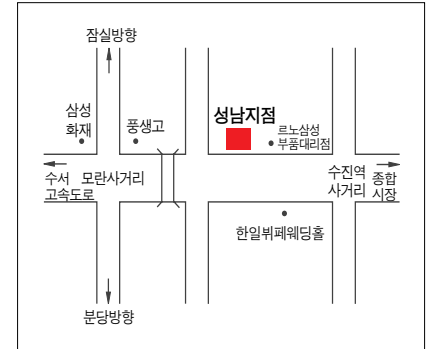 잠실방향
삼성
화재
풍생고
성남지점
르노삼성
부품대리점
수서
고속도로
모란사거리
수진역
사거리
종합
시장
한일뷔페웨딩홀
분당방향